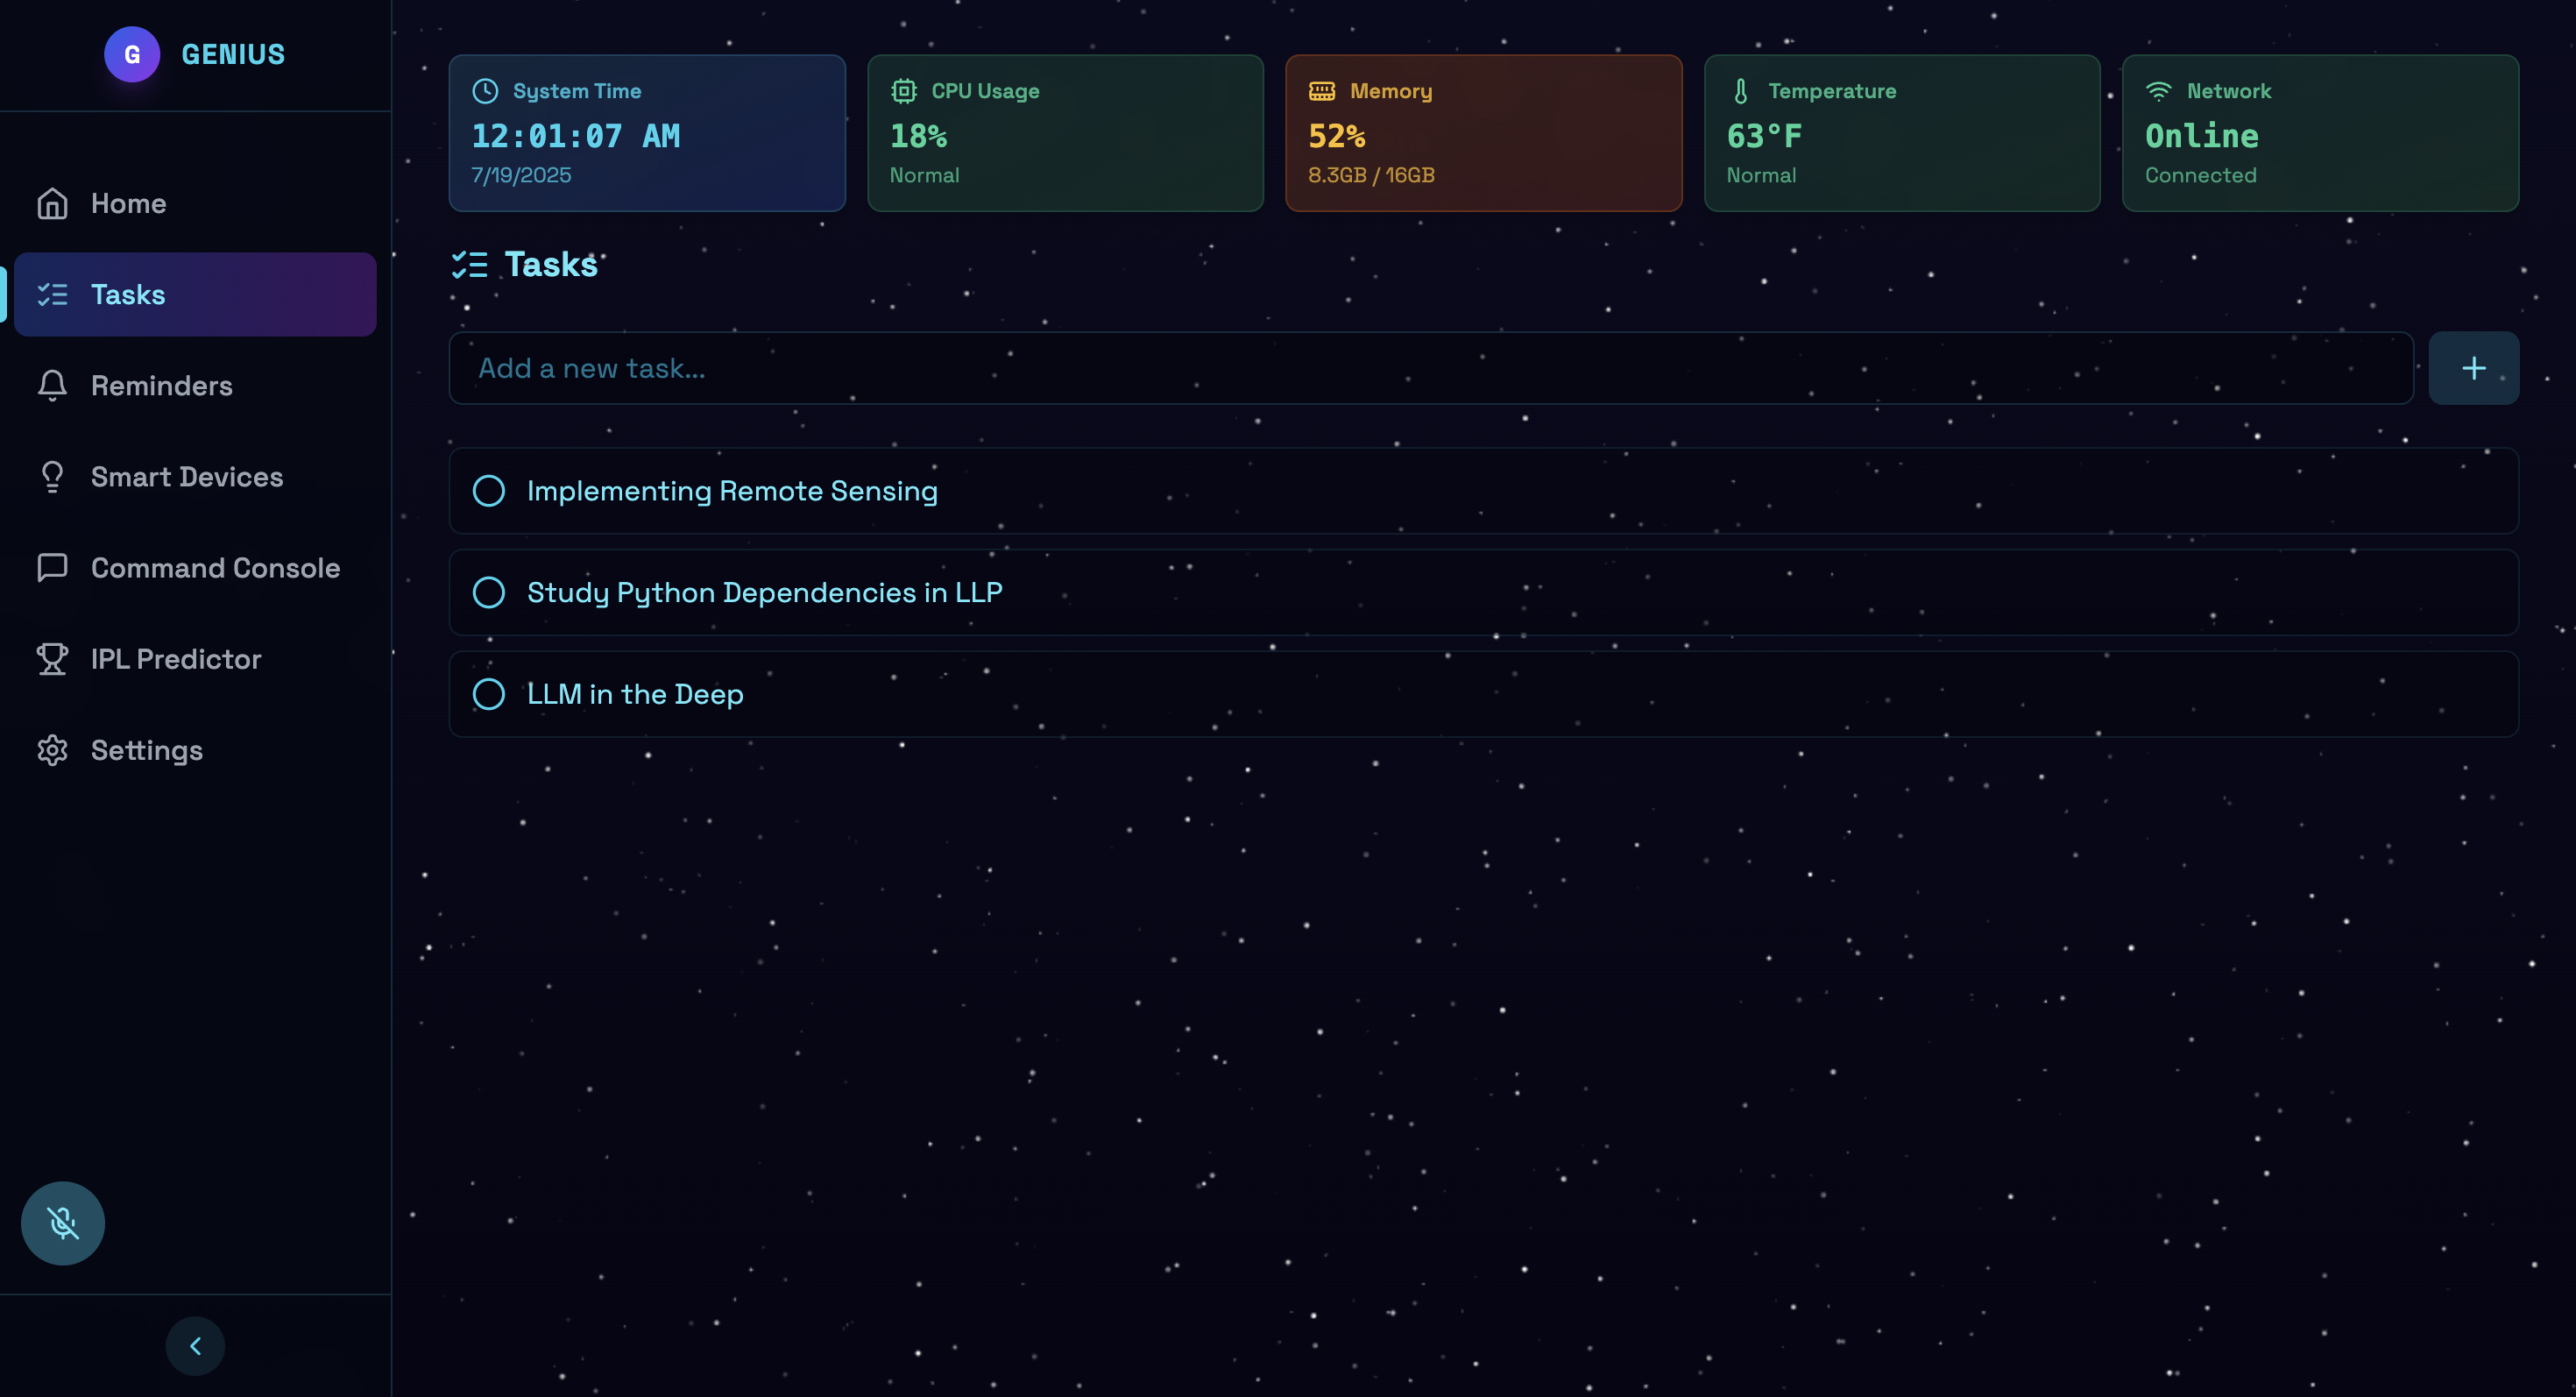 G GENIUS
Home
Tasks
Reminders
Smart Devices
Command Console
IPL Predictor
Settings
System Time
12:01:07 AM
7/19/2025
CPU Usage
18%
Normal
Memory
52%
8.3GB / 16GB
Temperature
63°F
Normal
Network
Online
Connected
Tasks
Add a new task...
Implementing Remote Sensing
Study Python Dependencies in LLP
LLM in the Deep